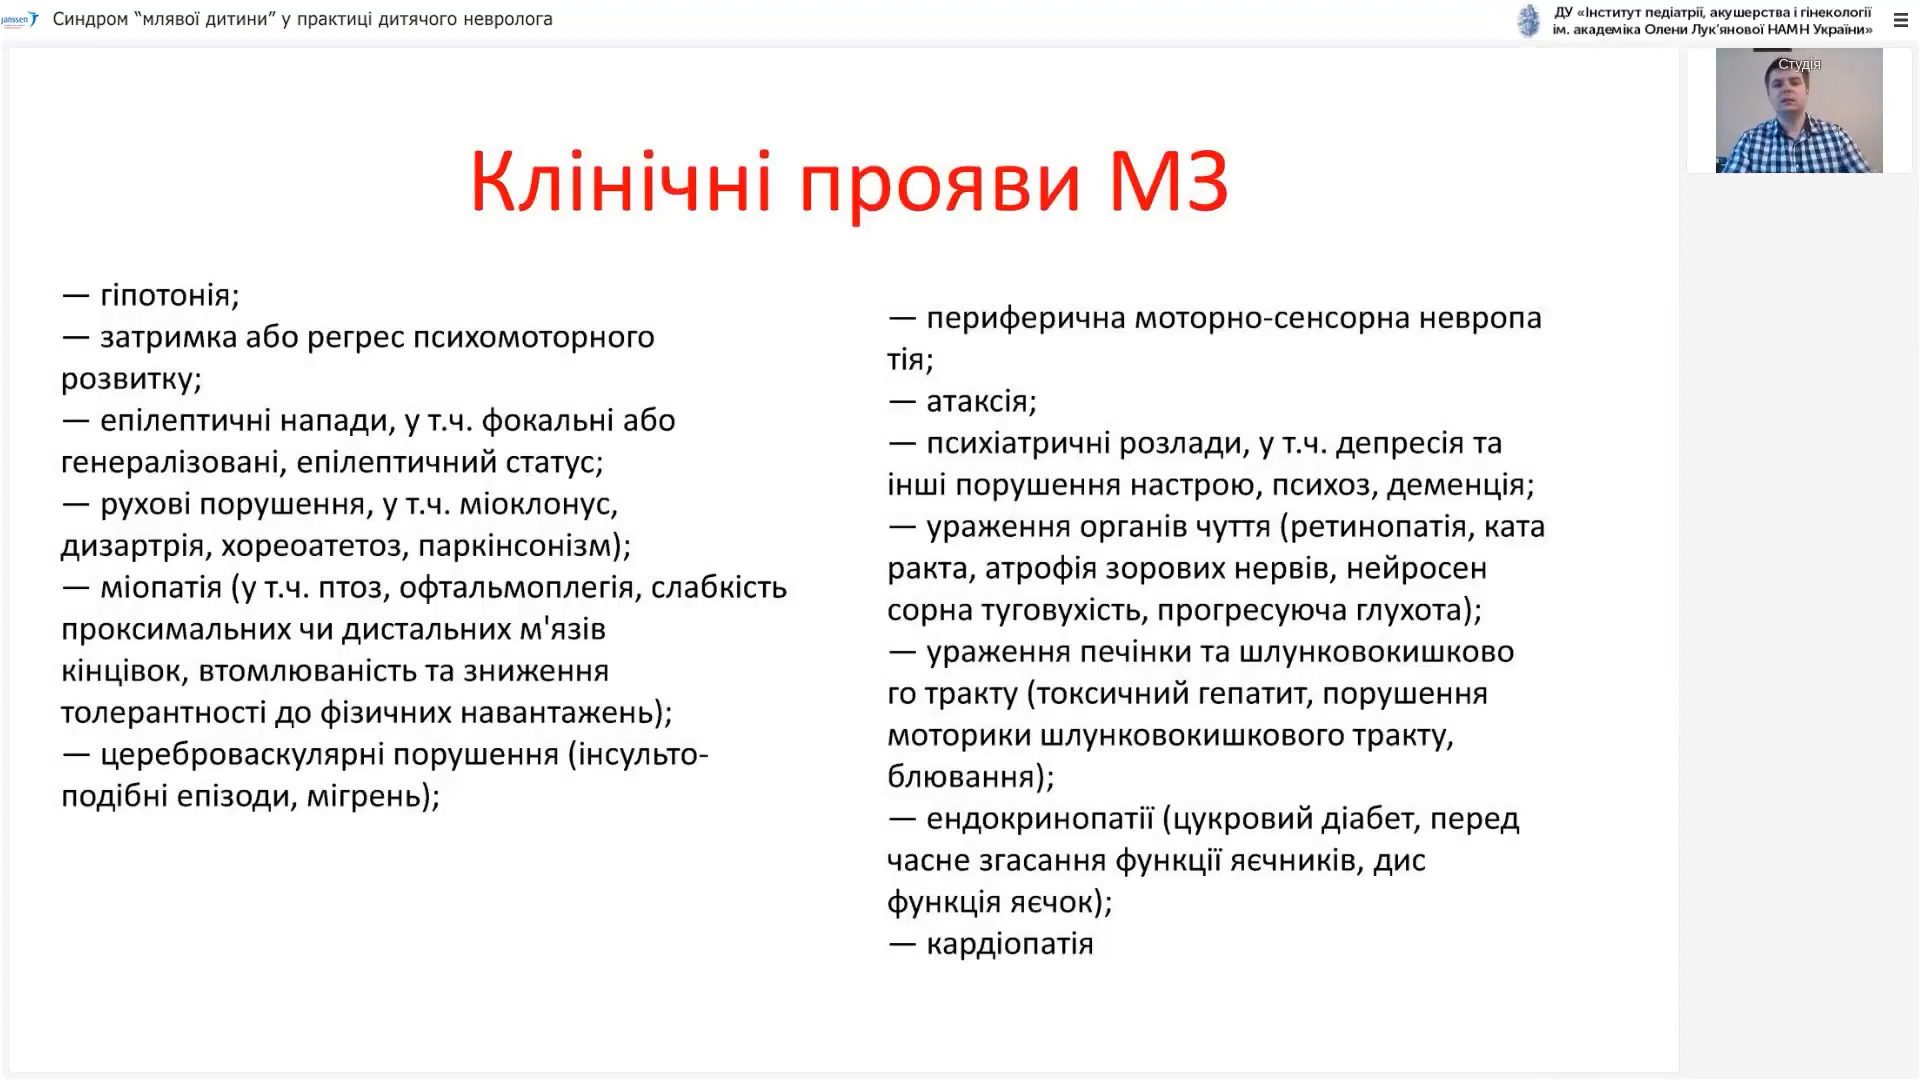 janssen
Синдром “млявої дитини” у практиці дитячого невролога
ДУ «Інститут педіатрії, акушерства і гінекології
ім. академіка Олени Лук'янової НАМН України»
Студія
Клінічні прояви МЗ
— гіпотонія;
— затримка або регрес психомоторного
розвитку;
— епілептичні напади, у т.ч. фокальні або
генералізовані, епілептичний статус;
— рухові порушення, у т.ч. міоклонус,
дизартрія, хореоатетоз, паркінсонізм);
— міопатія (у т.ч. птоз, офтальмоплегія, слабкість
проксимальних чи дистальних м'язів
кінцівок, втомлюваність та зниження
толерантності до фізичних навантажень);
— цереброваскулярні порушення (інсульто-
подібні епізоди, мігрень);
— периферична моторно-сенсорна невропа
тія;
— атаксія;
— психіатричні розлади, у т.ч. депресія та
інші порушення настрою, психоз, деменція;
— ураження органів чуття (ретинопатія, ката
ракта, атрофія зорових нервів, нейросен
сорна туговухість, прогресуюча глухота);
— ураження печінки та шлунковокишково
го тракту (токсичний гепатит, порушення
моторики шлунковокишкового тракту,
блювання);
— ендокринопатії (цукровий діабет, перед
часне згасання функції яєчників, дис
функція яєчок);
— кардіопатія